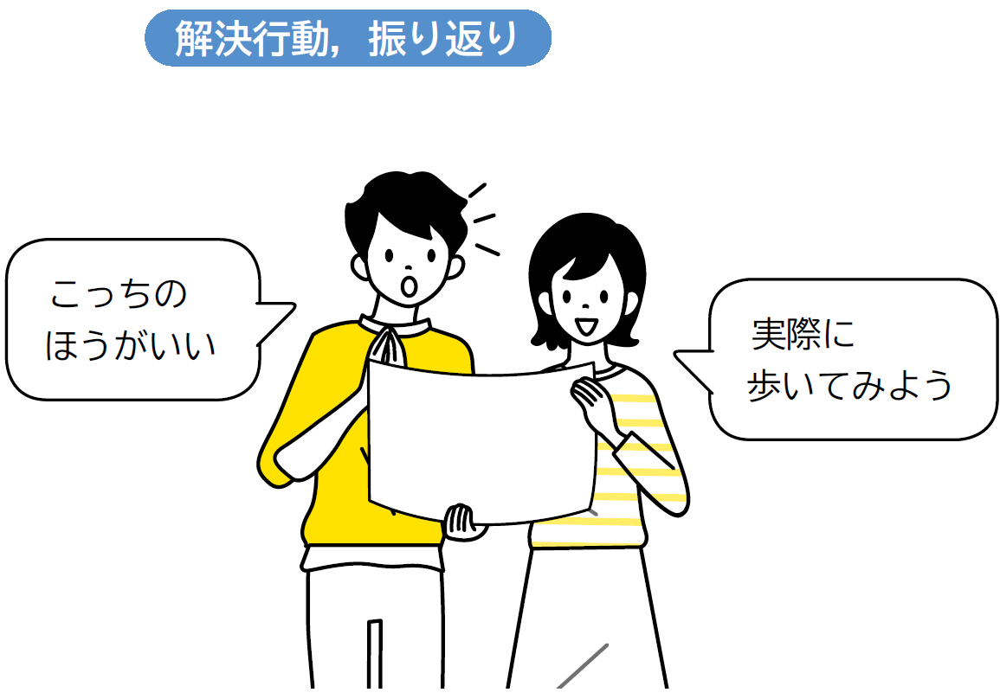 解決行動，振り返り
こっちの
ほうがいい
実際に
歩いてみよう